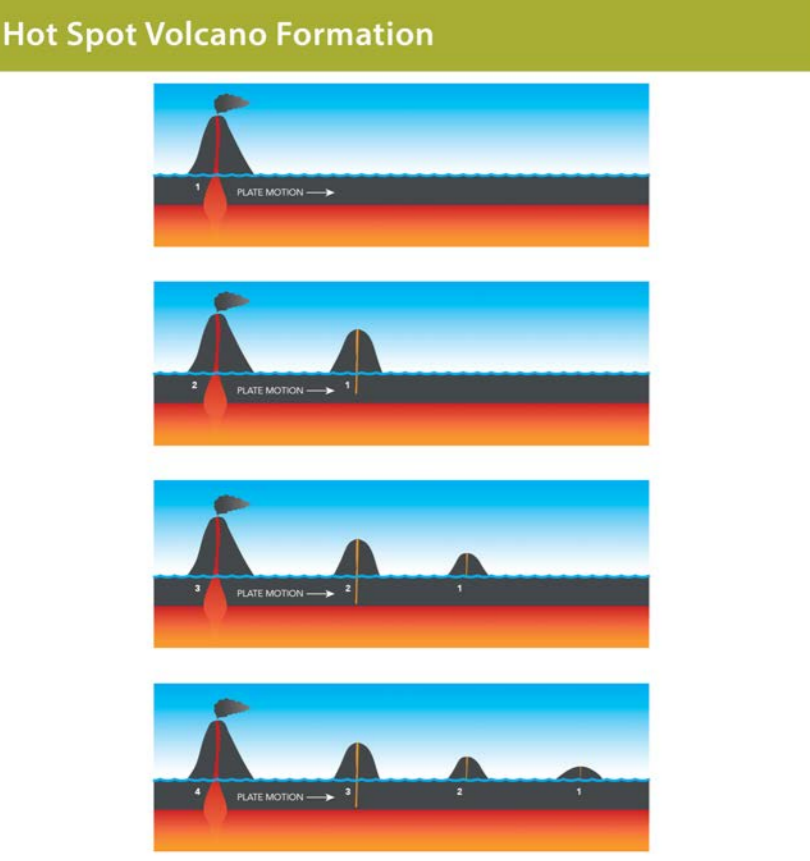 Hot Spot Volcano Formation
1 PLATE MOTION
2 PLATE MOTION 1
3 PLATE MOTION 2 1
4 PLATE MOTION 3 2 1